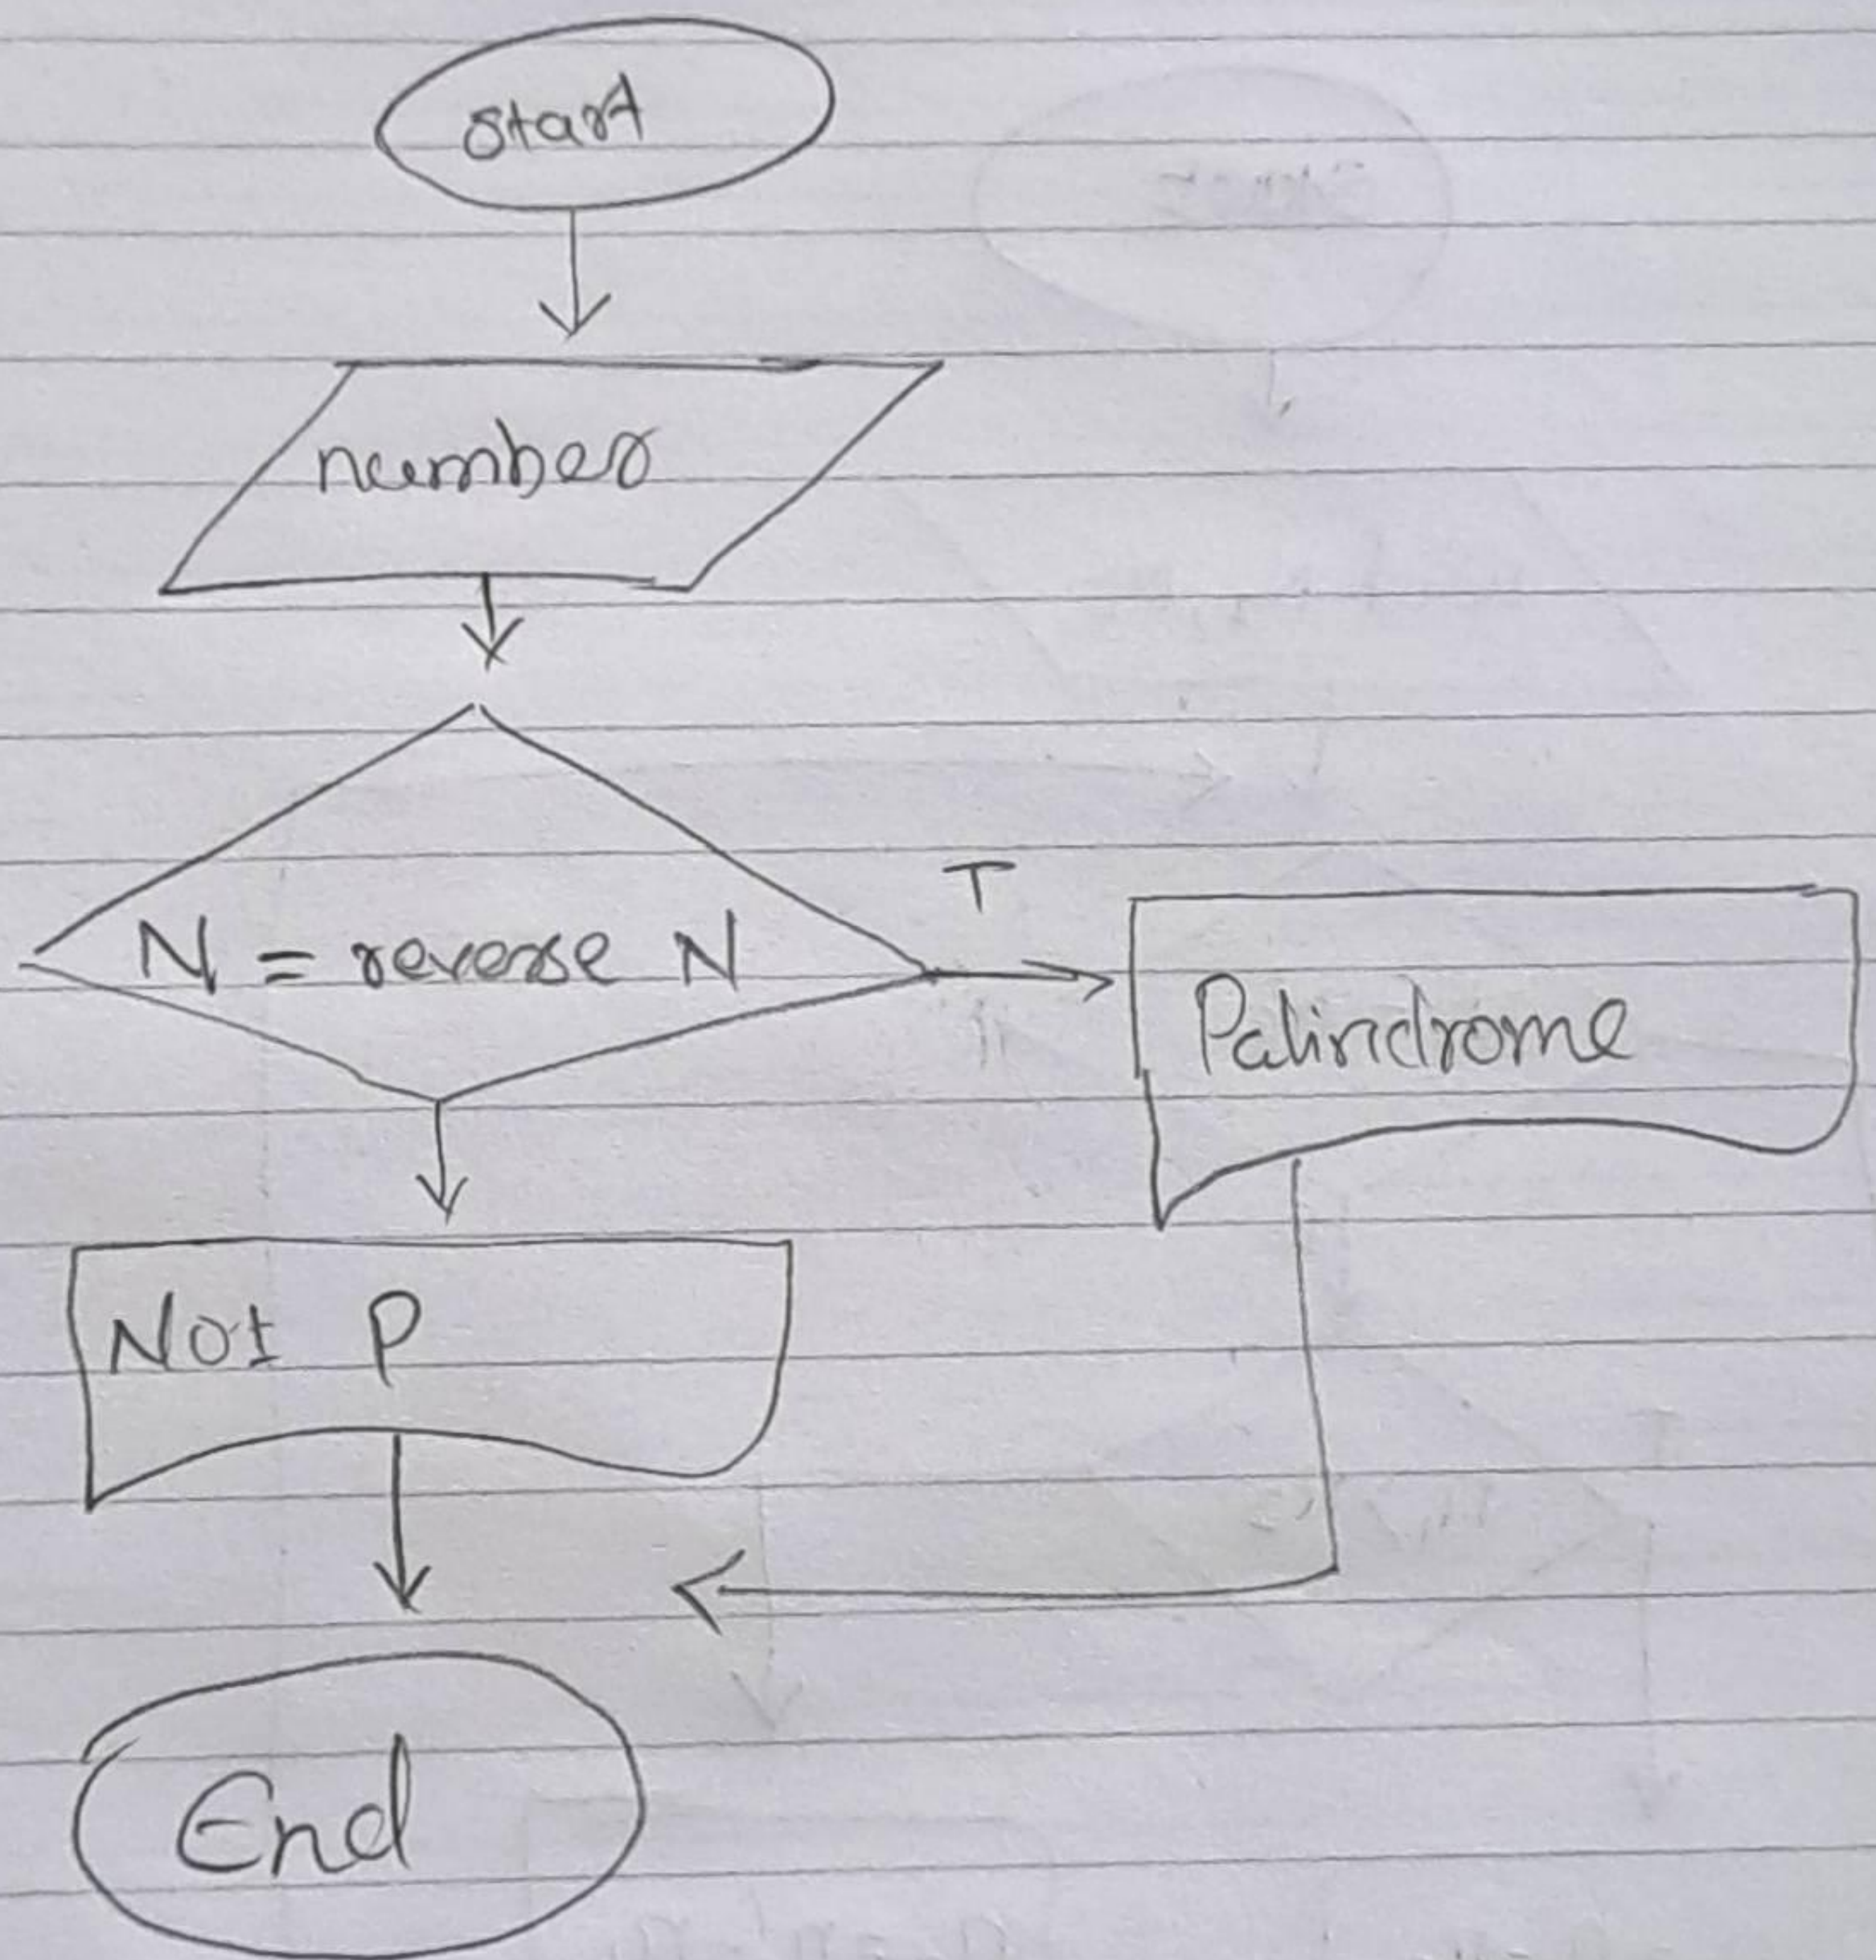 Start
number
N = reverse N
T
Palindrome
Not P
End